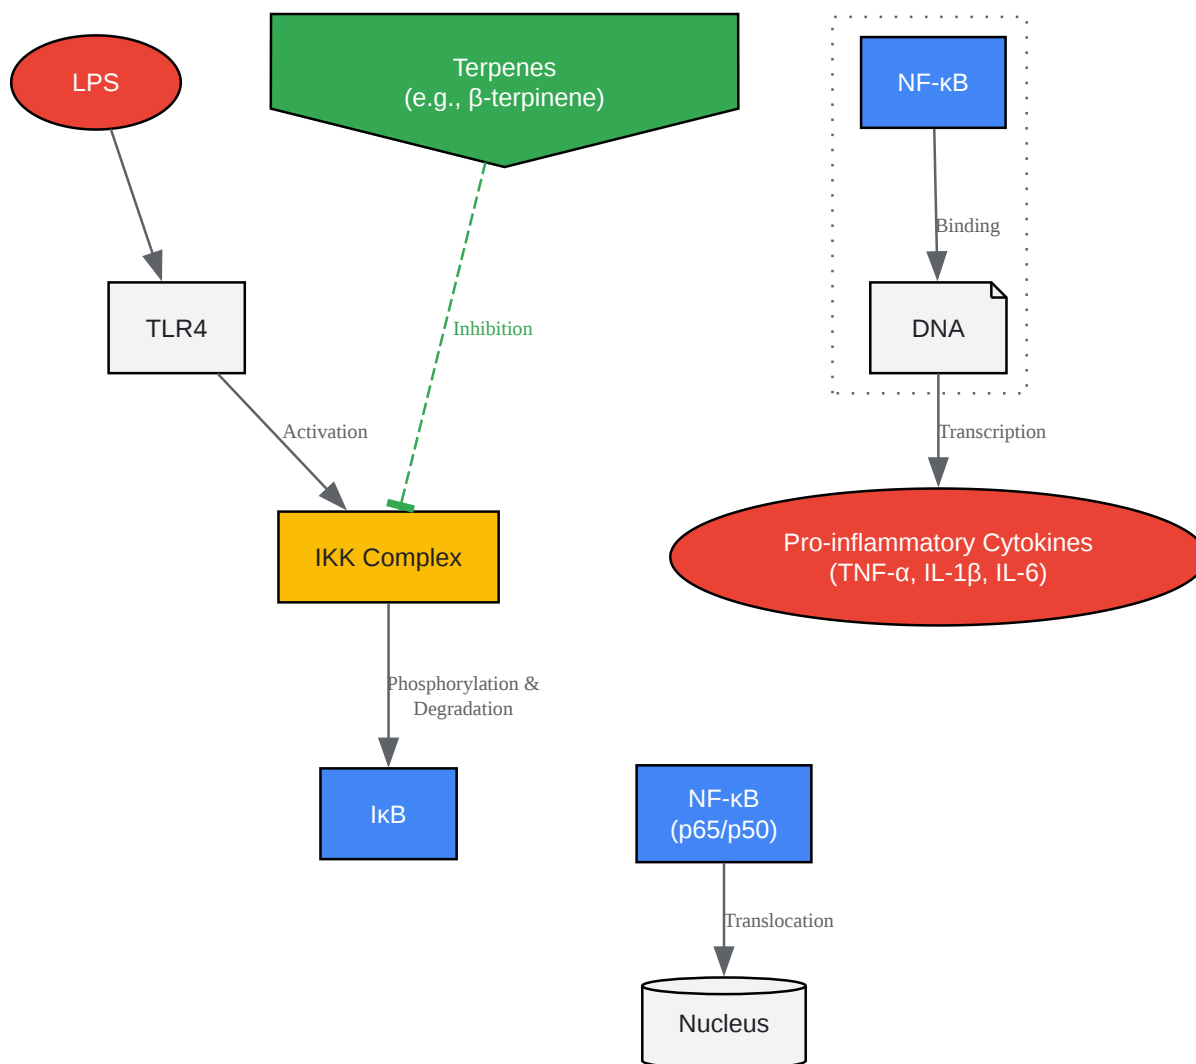 LPS
Terpenes
(e.g., β-terpinene)
NF-κB
Binding
TLR4
Inhibition
DNA
Activation
Transcription
IKK Complex
Pro-inflammatory Cytokines
(TNF-α, IL-1β, IL-6)
Phosphorylation &
Degradation
IκB
NF-κB
(p65/p50)
Translocation
Nucleus